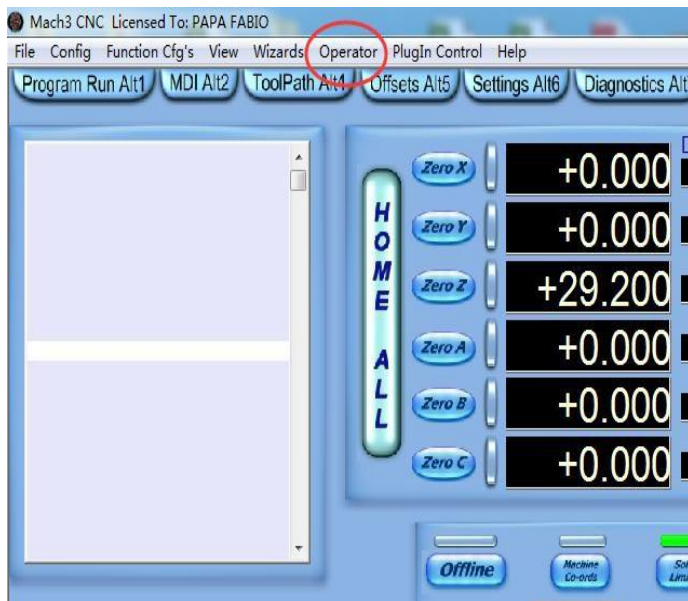 Mach3 CNC Licensed To: PAPA FABIO
File Config Function Cfg's View Wizards Operator PlugIn Control Help
Program Run Alt1 MDI Alt2 ToolPath Alt4 Offsets Alt5 Settings Alt6 Diagnostics Alt
HOME ALL
Zero X +0.000
Zero Y +0.000
Zero Z +29.200
Zero A +0.000
Zero B +0.000
Zero C +0.000
Offline
Machine
Co-ords